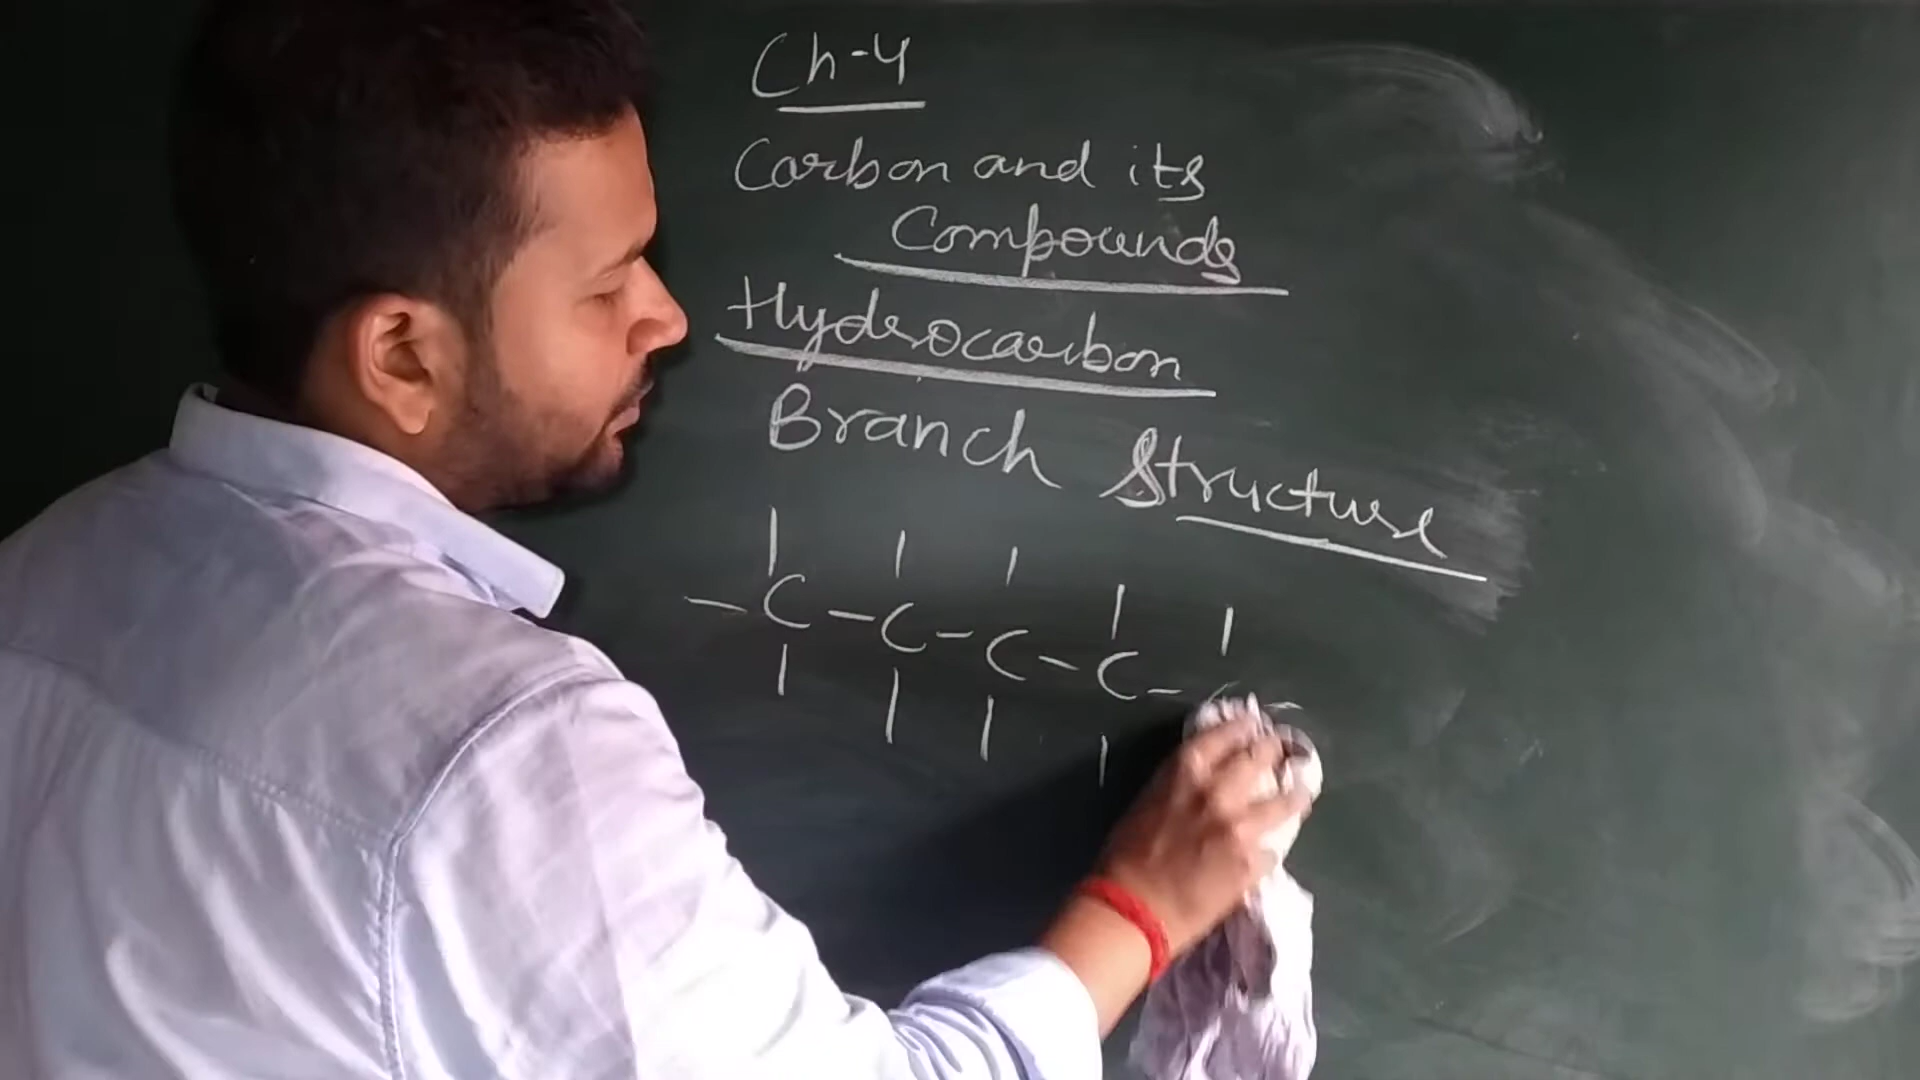 Ch-4
Carbon and its
Compounds
Hydrocarbon
Branch Structure
-C-C-C-C-